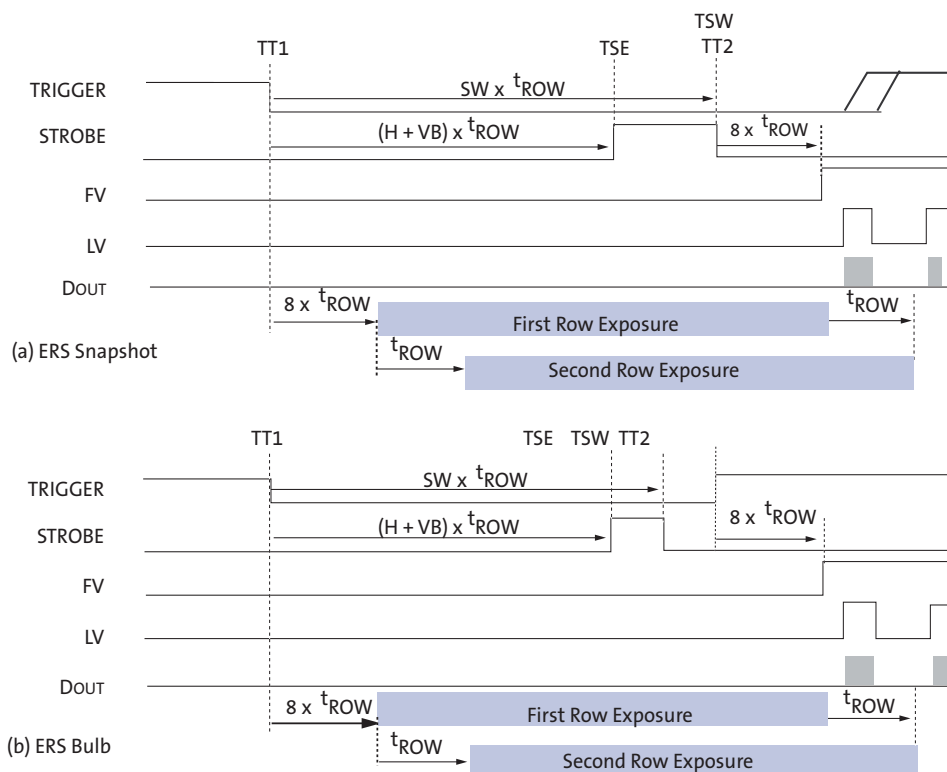 TSW
TT1 TSE TT2
TRIGGER
SW x tROW
STROBE
(H + VB) x tROW
8 x tROW
FV
LV
DOUT
8 x tROW
First Row Exposure
tROW
(a) ERS Snapshot
tROW
Second Row Exposure
TT1 TSE TSW TT2
TRIGGER
SW x tROW
STROBE
(H + VB) x tROW
8 x tROW
FV
LV
DOUT
8 x tROW
First Row Exposure
tROW
(b) ERS Bulb
tROW
Second Row Exposure